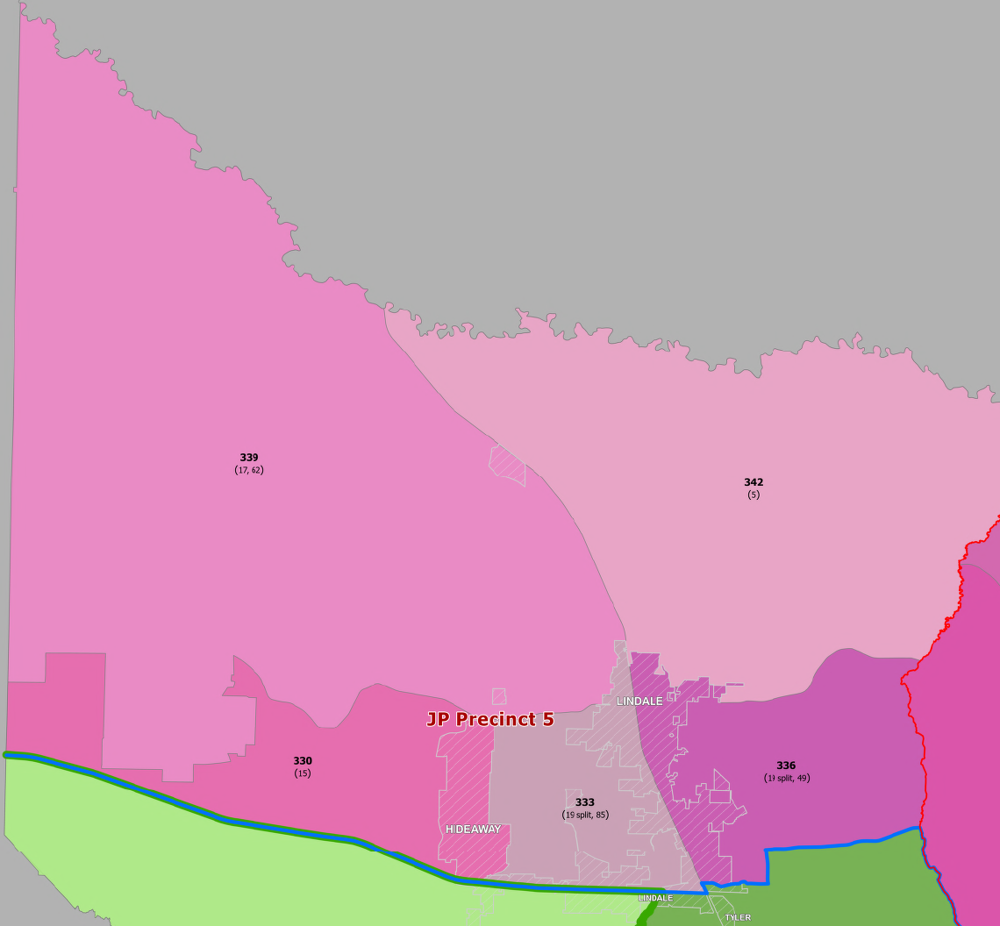 339
(17, 62)
342
(5)
LINDALE
JP Precinct 5
330
(15)
336
(19 split, 49)
333
(19 split, 85)
HIDEAWAY
LINDALE
TYLER